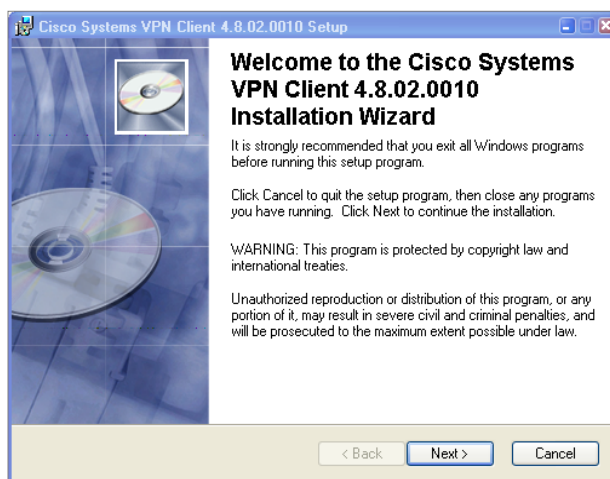 Cisco Systems VPN Client 4.8.02.0010 Setup
Welcome to the Cisco Systems
VPN Client 4.8.02.0010
Installation Wizard
It is strongly recommended that you exit all Windows programs
before running this setup program.
Click Cancel to quit the setup program, then close any programs
you have running. Click Next to continue the installation.
WARNING: This program is protected by copyright law and
international treaties.
Unauthorized reproduction or distribution of this program, or any
portion of it, may result in severe civil and criminal penalties, and
will be prosecuted to the maximum extent possible under law.
< Back
Next >
Cancel